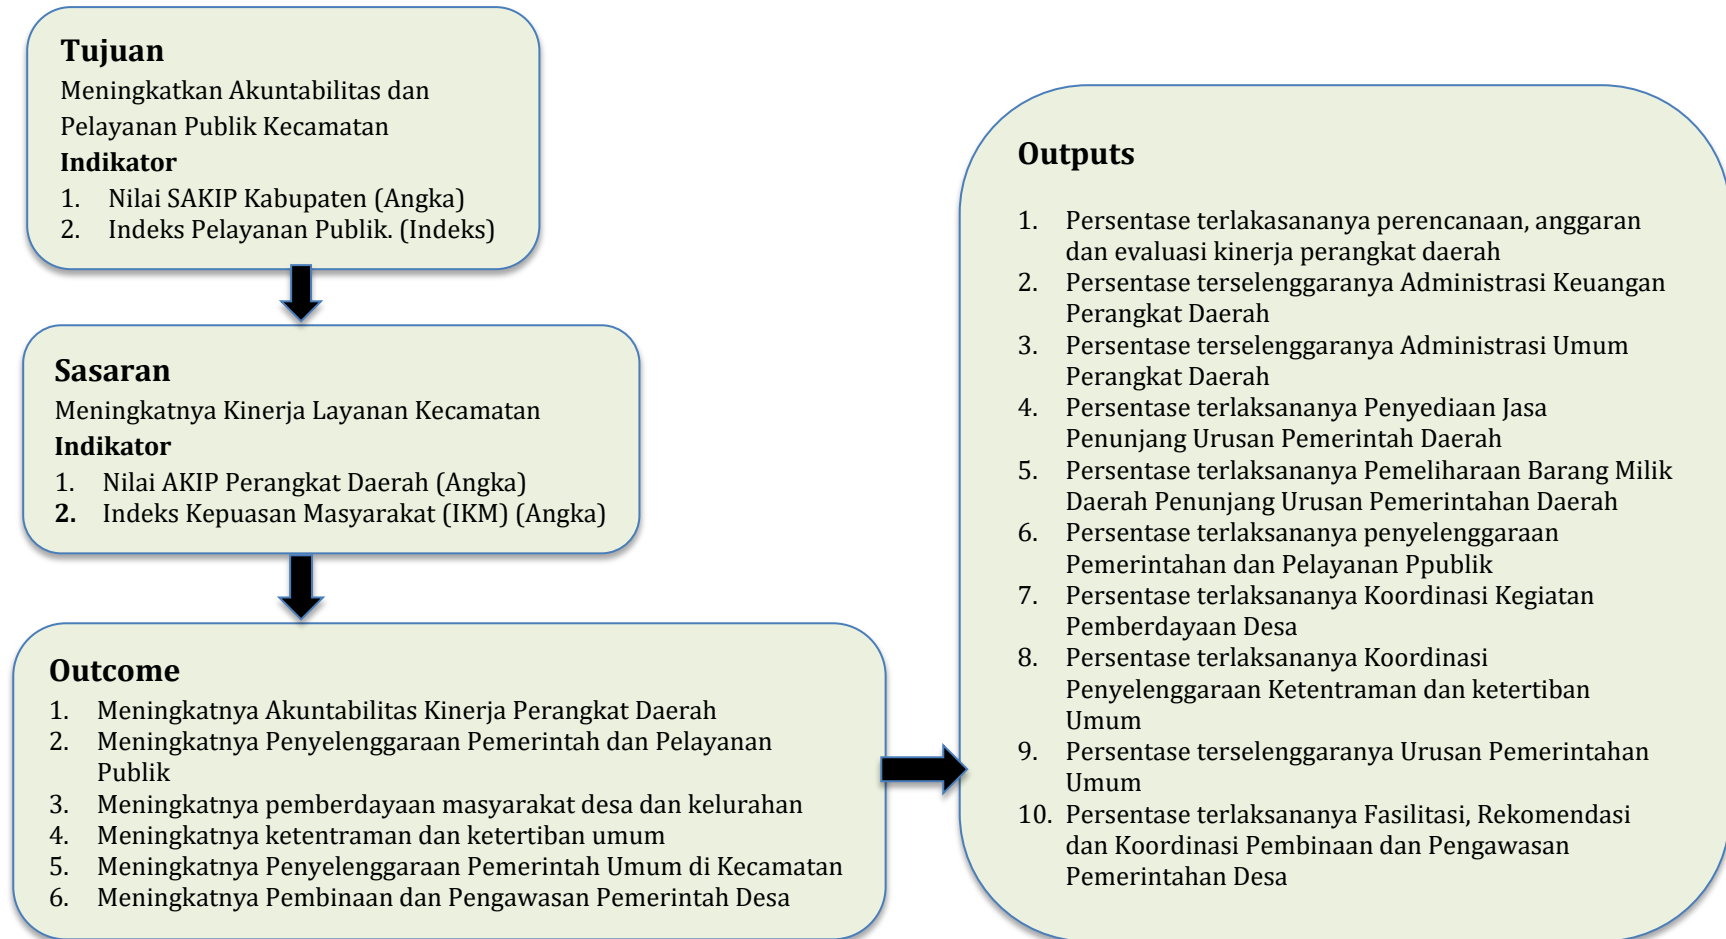 Tujuan
Meningkatkan Akuntabilitas dan
Pelayanan Publik Kecamatan
Indikator
1. Nilai SAKIP Kabupaten (Angka)
2. Indeks Pelayanan Publik. (Indeks)
Sasaran
Meningkatnya Kinerja Layanan Kecamatan
Indikator
1. Nilai AKIP Perangkat Daerah (Angka)
2. Indeks Kepuasan Masyarakat (IKM) (Angka)
Outcome
1. Meningkatnya Akuntabilitas Kinerja Perangkat Daerah
2. Meningkatnya Penyelenggaraan Pemerintah dan Pelayanan
Publik
3. Meningkatnya pemberdayaan masyarakat desa dan kelurahan
4. Meningkatnya ketentraman dan ketertiban umum
5. Meningkatnya Penyelenggaraan Pemerintah Umum di Kecamatan
6. Meningkatnya Pembinaan dan Pengawasan Pemerintah Desa
Outputs
1. Persentase terlakasananya perencanaan, anggaran
dan evaluasi kinerja perangkat daerah
2. Persentase terselenggaranya Administrasi Keuangan
Perangkat Daerah
3. Persentase terselenggaranya Administrasi Umum
Perangkat Daerah
4. Persentase terlaksananya Penyediaan Jasa
Penunjang Urusan Pemerintah Daerah
5. Persentase terlaksananya Pemeliharaan Barang Milik
Daerah Penunjang Urusan Pemerintahan Daerah
6. Persentase terlaksananya penyelenggaraan
Pemerintahan dan Pelayanan Ppublik
7. Persentase terlaksananya Koordinasi Kegiatan
Pemberdayaan Desa
8. Persentase terlaksananya Koordinasi
Penyelenggaraan Ketentraman dan ketertiban
Umum
9. Persentase terselenggaranya Urusan Pemerintahan
Umum
10. Persentase terlaksananya Fasilitasi, Rekomendasi
dan Koordinasi Pembinaan dan Pengawasan
Pemerintahan Desa